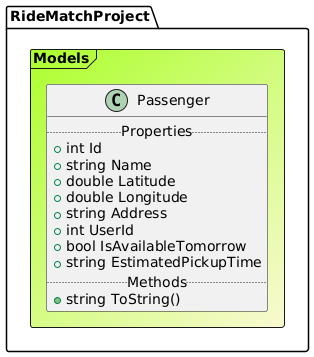 RideMatchProject
Models
C Passenger
Properties
int Id
string Name
double Latitude
double Longitude
string Address
int UserId
bool IsAvailableTomorrow
string EstimatedPickupTime
Methods
string ToString()